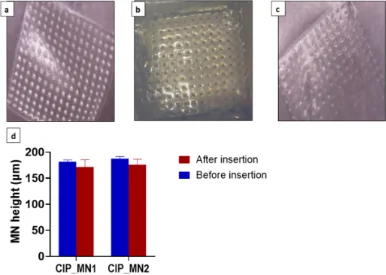 a
b
c
d
MN height (µm)
200
150
100
50
0
CIP_MN1
CIP_MN2
After insertion
Before insertion